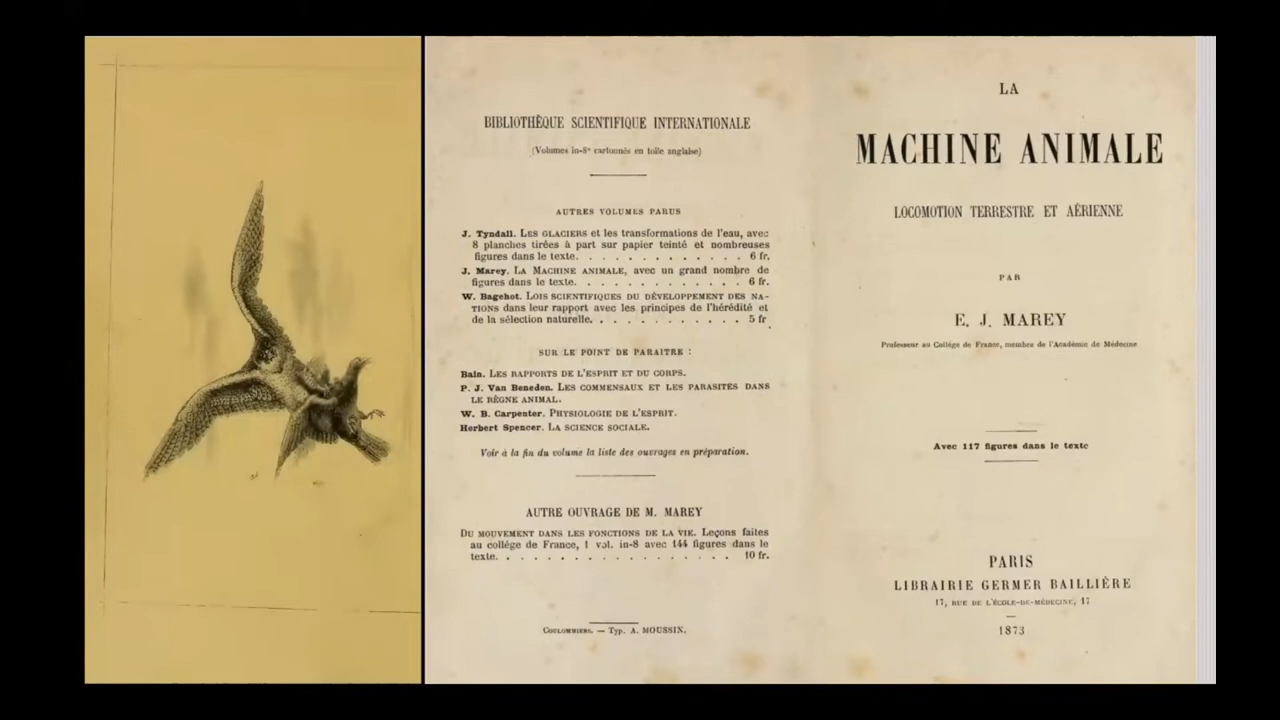 BIBLIOTHÈQUE SCIENTIFIQUE INTERNATIONALE
(Volumes in-8° cartonnés en toile anglaise)
AUTRES VOLUMES PARUS
J. Tyndall. LES GLACIERS et les transformations de l'eau, avec
8 planches tirées à part sur papier teinté et nombreuses
figures dans le texte. . . . . . . . . . . . . 6 fr.
J. Marey. LA MACHINE ANIMALE, avec un grand nombre de
figures dans le texte. . . . . . . . . . . . . 6 fr.
W. Bagehot. LOIS SCIENTIFIQUES DU DÉVELOPPEMENT DES NA-
TIONS dans leur rapport avec les principes de l'hérédité et
de la sélection naturelle. . . . . . . . . . . . 5 fr
SUR LE POINT DE PARAITRE :
Bain. LES RAPPORTS DE L'ESPRIT ET DU CORPS.
P. J. Van Beneden. LES COMMENSAUX ET LES PARASITES DANS
LE RÈGNE ANIMAL.
W. B. Carpenter. PHYSIOLOGIE DE L'ESPRIT.
Herbert Spencer. LA SCIENCE SOCIALE.
Voir à la fin du volume la liste des ouvrages en préparation.
AUTRE OUVRAGE DE M. MAREY
DU MOUVEMENT DANS LES FONCTIONS DE LA VIE. Leçons faites
au collége de France, 1 vol. in-8 avec 144 figures dans le
texte. . . . . . . . . . . . . . . . . . 10 fr.
COULOMMIERS. — Typ. A. MOUSSIN.
LA
MACHINE ANIMALE
LOCOMOTION TERRESTRE ET AÉRIENNE
PAR
E. J. MAREY
Professeur au Collége de France, membre de l'Académie de Médecine
Avec 117 figures dans le texte
PARIS
LIBRAIRIE GERMER BAILLIÈRE
17, RUE DE L'ÉCOLE-DE-MÉDECINE, 17
1873